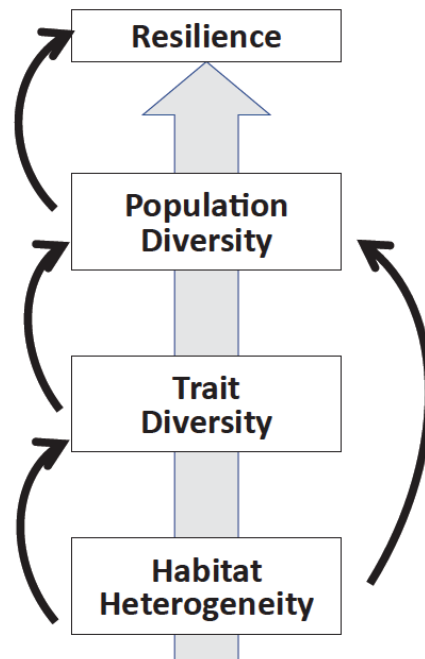 Resilience
Population
Diversity
Trait
Diversity
Habitat
Heterogeneity